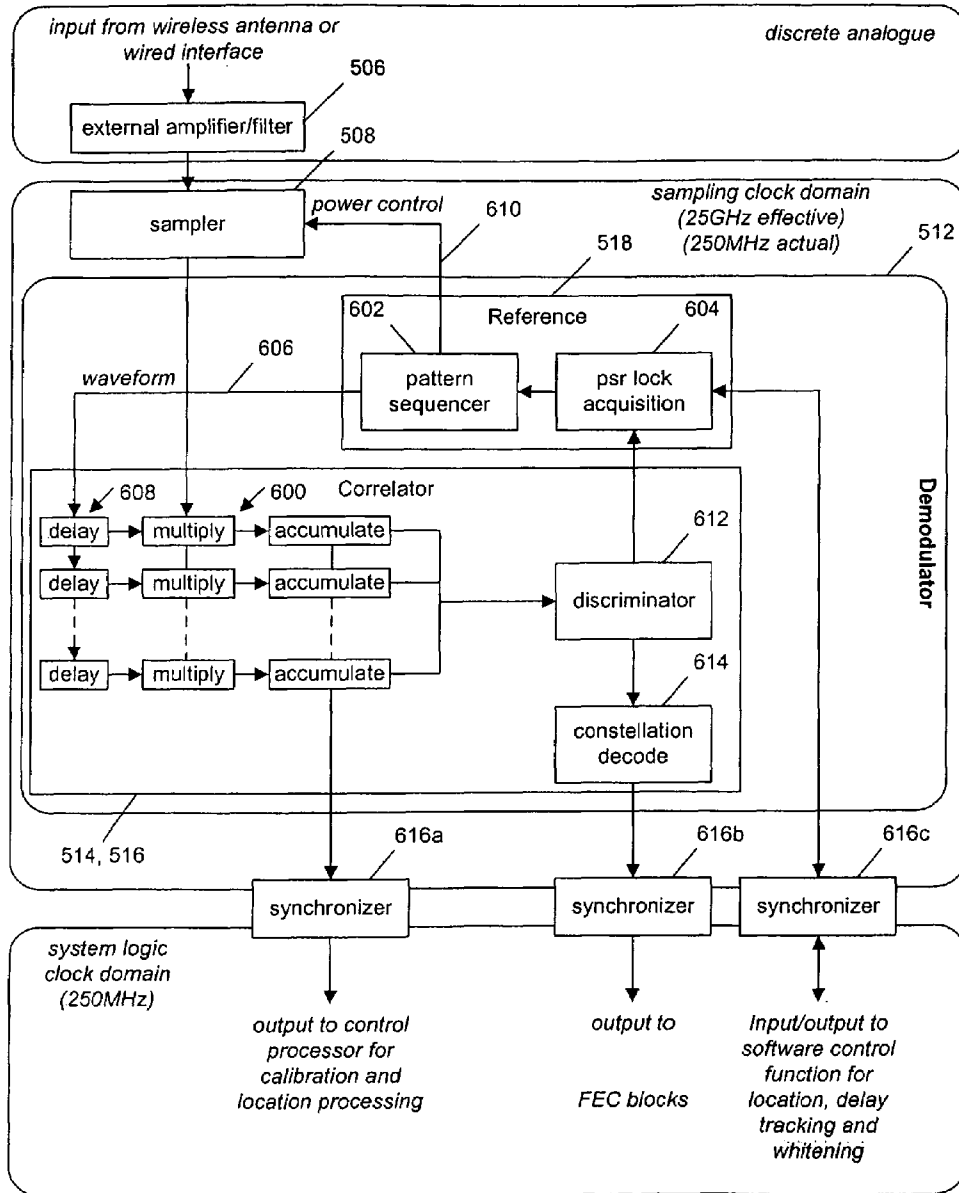 input from wireless antenna or
wired interface
discrete analogue
506
external amplifier/filter
508
sampler
power control
610
sampling clock domain
(25GHz effective)
(250MHz actual)
512
518
Reference
602
604
606
waveform
pattern
sequencer
psr lock
acquisition
Demodulator
Correlator
608
600
delay
multiply
accumulate
612
delay
multiply
accumulate
discriminator
614
delay
multiply
accumulate
constellation
decode
514, 516
616a
616b
616c
synchronizer
synchronizer
synchronizer
system logic
clock domain
(250MHz)
output to control
processor for
calibration and
location processing
output to
FEC blocks
Input/output to
software control
function for
location, delay
tracking and
whitening